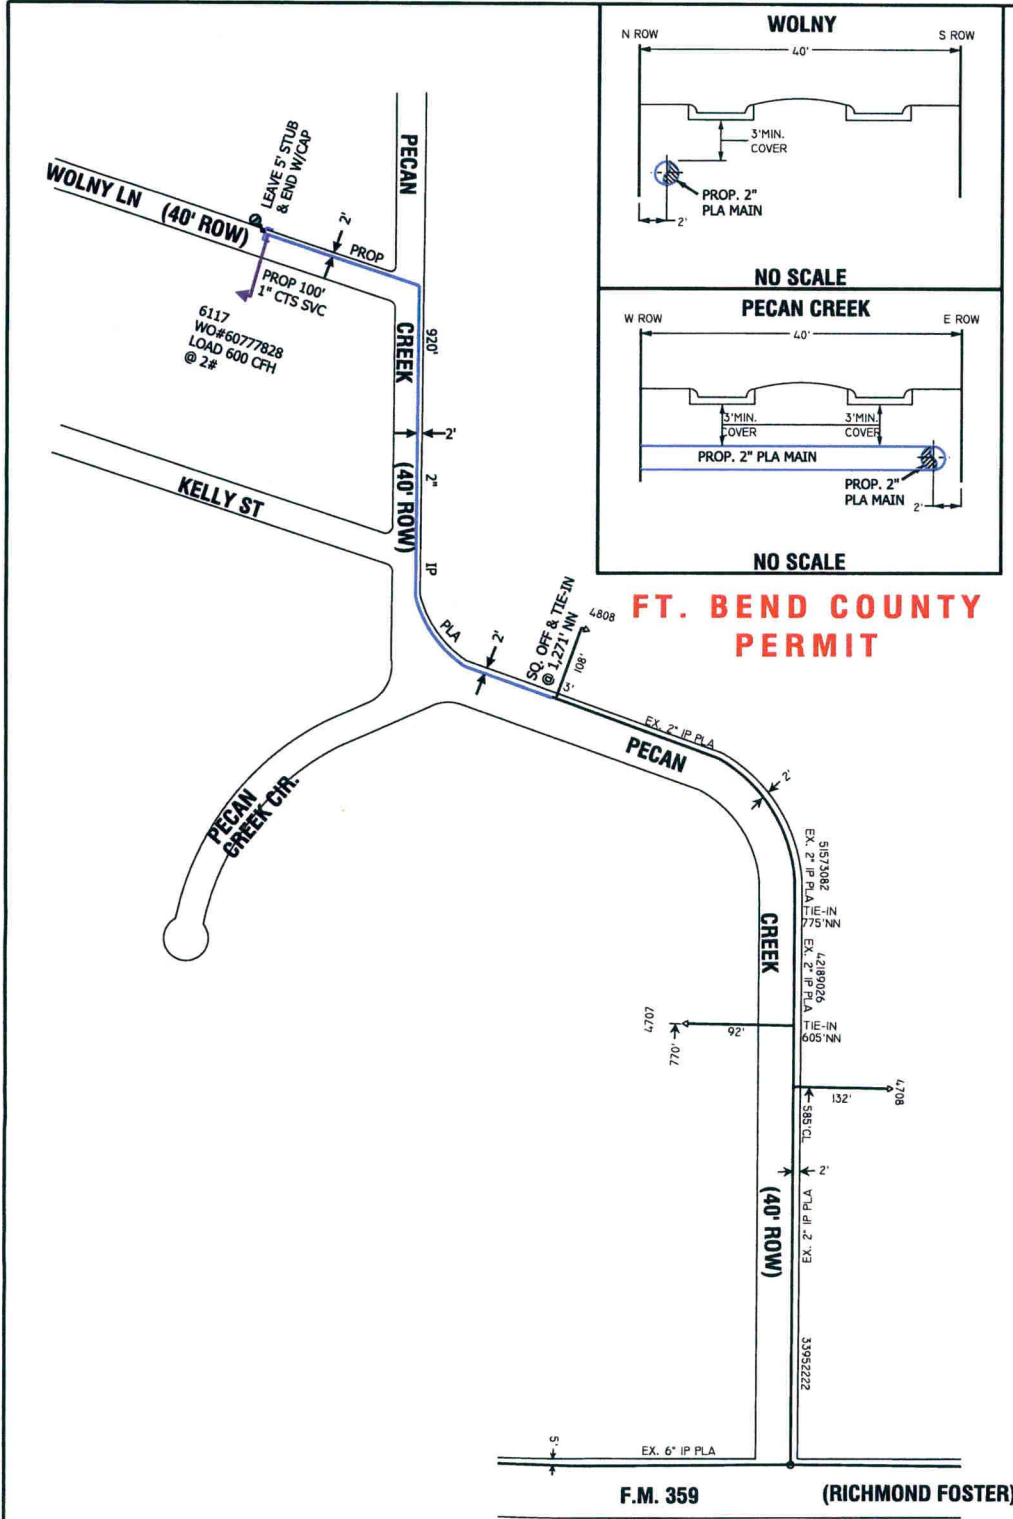 WOLNY
N ROW
S ROW
40'
3'MIN.
COVER
PROP. 2"
PLA MAIN
2'
NO SCALE
PECAN CREEK
W ROW
E ROW
40'
3'MIN.
COVER
3'MIN.
COVER
PROP. 2" PLA MAIN
PROP. 2"
PLA MAIN
2'
NO SCALE
FT. BEND COUNTY
PERMIT
PECAN
LEAVE 5' STUB
& END W/CAP
WOLNY LN (40' ROW)
2'
PROP
PROP 100'
1" CTS SVC
6117
WO#60777828
LOAD 600 CFH
@ 2#
CREEK
920'
2'
(40' ROW)
2"
IP
PLA
KELLY ST
2'
SQ. OFF & TIE-IN
@ 1,271' NN
4808
108'
3'
EX. 2" IP PLA
PECAN
2'
PECAN
CREEK CIR.
51573082
EX. 2" IP PLA
TIE-IN
775'NN
CREEK
42189026
EX. 2" IP PLA
TIE-IN
605'NN
4707
92'
770'
4708
132'
585'CL
2'
(40' ROW)
EX. 2" IP PLA
33952222
5'
EX. 6" IP PLA
F.M. 359
(RICHMOND FOSTER)